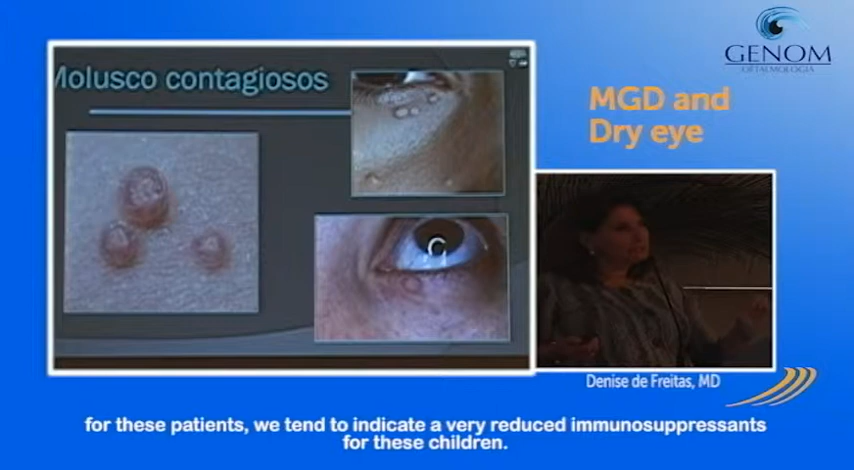 GENOM
OFTALMOLOGIA
Molusco contagiosos
MGD and
Dry eye
Denise de Freitas, MD
for these patients, we tend to indicate a very reduced immunosuppressants
for these children.